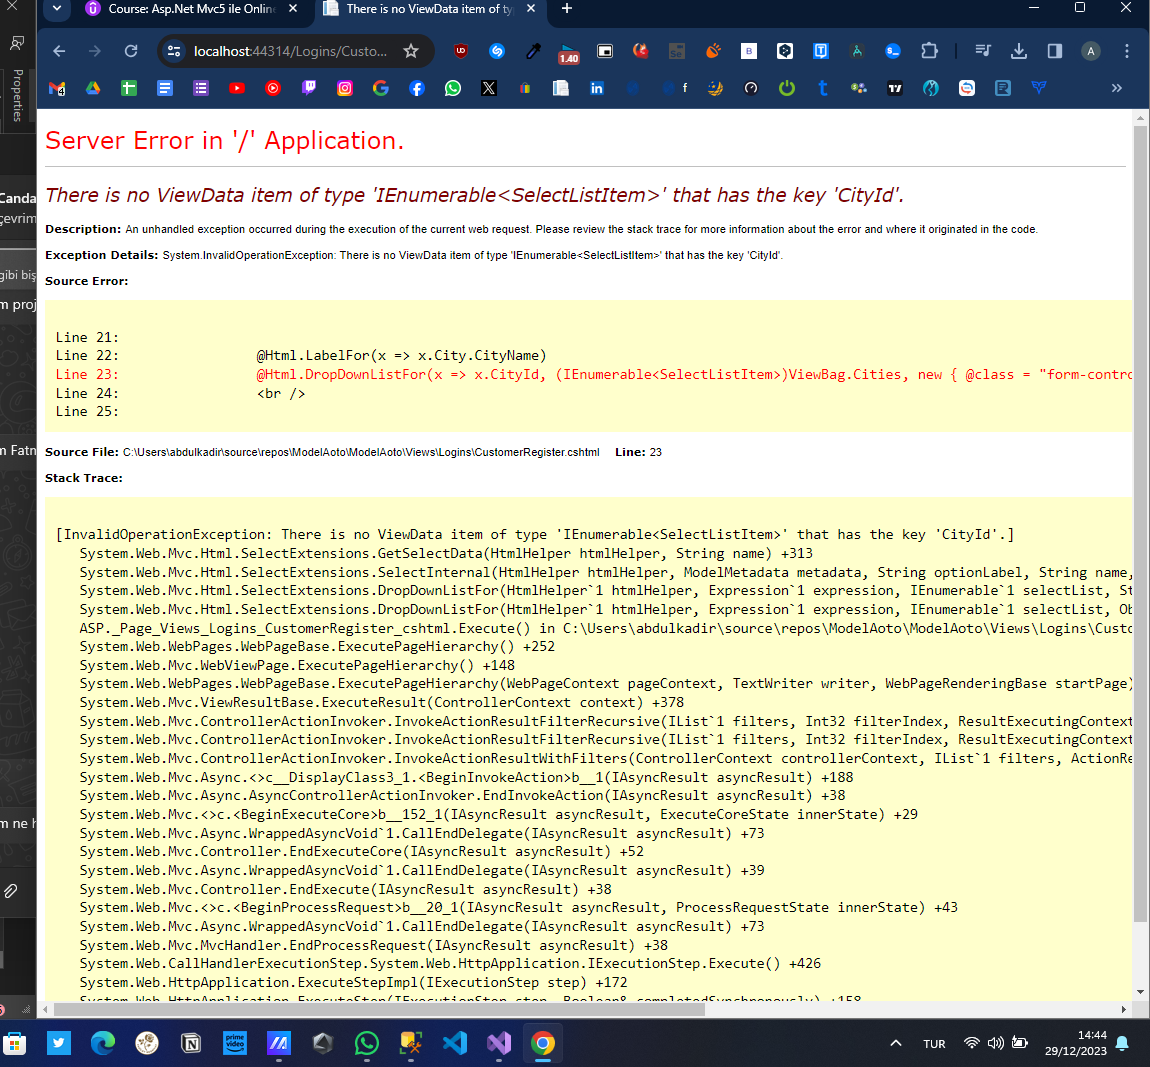 Course: Asp.Net Mvc5 ile Online
There is no ViewData item of typ
localhost:44314/Logins/Custo...
1.40
A
Properties
Server Error in '/' Application.
There is no ViewData item of type 'IEnumerable<SelectListItem>' that has the key 'CityId'.
Canda
çevrim
Description: An unhandled exception occurred during the execution of the current web request. Please review the stack trace for more information about the error and where it originated in the code.
Exception Details: System.InvalidOperationException: There is no ViewData item of type 'IEnumerable<SelectListItem>' that has the key 'CityId'.
gibi biş
Source Error:
m proj
Line 21:
Line 22: @Html.LabelFor(x => x.City.CityName)
Line 23: @Html.DropDownListFor(x => x.CityId, (IEnumerable<SelectListItem>)ViewBag.Cities, new { @class = "form-contro
Line 24: <br />
Line 25:
m Fatn
Source File: C:\Users\abdulkadir\source\repos\ModelAoto\ModelAoto\Views\Logins\CustomerRegister.cshtml Line: 23
Stack Trace:
[InvalidOperationException: There is no ViewData item of type 'IEnumerable<SelectListItem>' that has the key 'CityId'.]
System.Web.Mvc.Html.SelectExtensions.GetSelectData(HtmlHelper htmlHelper, String name) +313
System.Web.Mvc.Html.SelectExtensions.SelectInternal(HtmlHelper htmlHelper, ModelMetadata metadata, String optionLabel, String name,
System.Web.Mvc.Html.SelectExtensions.DropDownListFor(HtmlHelper`1 htmlHelper, Expression`1 expression, IEnumerable`1 selectList, St
System.Web.Mvc.Html.SelectExtensions.DropDownListFor(HtmlHelper`1 htmlHelper, Expression`1 expression, IEnumerable`1 selectList, Ob
ASP._Page_Views_Logins_CustomerRegister_cshtml.Execute() in C:\Users\abdulkadir\source\repos\ModelAoto\ModelAoto\Views\Logins\Custo
System.Web.WebPages.WebPageBase.ExecutePageHierarchy() +252
System.Web.Mvc.WebViewPage.ExecutePageHierarchy() +148
System.Web.WebPages.WebPageBase.ExecutePageHierarchy(WebPageContext pageContext, TextWriter writer, WebPageRenderingBase startPage)
System.Web.Mvc.ViewResultBase.ExecuteResult(ControllerContext context) +378
System.Web.Mvc.ControllerActionInvoker.InvokeActionResultFilterRecursive(IList`1 filters, Int32 filterIndex, ResultExecutingContext
System.Web.Mvc.ControllerActionInvoker.InvokeActionResultFilterRecursive(IList`1 filters, Int32 filterIndex, ResultExecutingContext
System.Web.Mvc.ControllerActionInvoker.InvokeActionResultWithFilters(ControllerContext controllerContext, IList`1 filters, ActionRe
System.Web.Mvc.Async.<>c__DisplayClass3_1.<BeginInvokeAction>b__1(IAsyncResult asyncResult) +188
System.Web.Mvc.Async.AsyncControllerActionInvoker.EndInvokeAction(IAsyncResult asyncResult) +38
System.Web.Mvc.<>c.<BeginExecuteCore>b__152_1(IAsyncResult asyncResult, ExecuteCoreState innerState) +29
m ne h
System.Web.Mvc.Async.WrappedAsyncVoid`1.CallEndDelegate(IAsyncResult asyncResult) +73
System.Web.Mvc.Controller.EndExecuteCore(IAsyncResult asyncResult) +52
System.Web.Mvc.Async.WrappedAsyncVoid`1.CallEndDelegate(IAsyncResult asyncResult) +39
System.Web.Mvc.Controller.EndExecute(IAsyncResult asyncResult) +38
System.Web.Mvc.<>c.<BeginProcessRequest>b__20_1(IAsyncResult asyncResult, ProcessRequestState innerState) +43
System.Web.Mvc.Async.WrappedAsyncVoid`1.CallEndDelegate(IAsyncResult asyncResult) +73
System.Web.Mvc.MvcHandler.EndProcessRequest(IAsyncResult asyncResult) +38
System.Web.CallHandlerExecutionStep.System.Web.HttpApplication.IExecutionStep.Execute() +426
System.Web.HttpApplication.ExecuteStepImpl(IExecutionStep step) +172
System.Web.HttpApplication.ExecuteStep(IExecutionStep step, Boolean& completedSynchronously) +158
prime video
TUR
14:44
29/12/2023